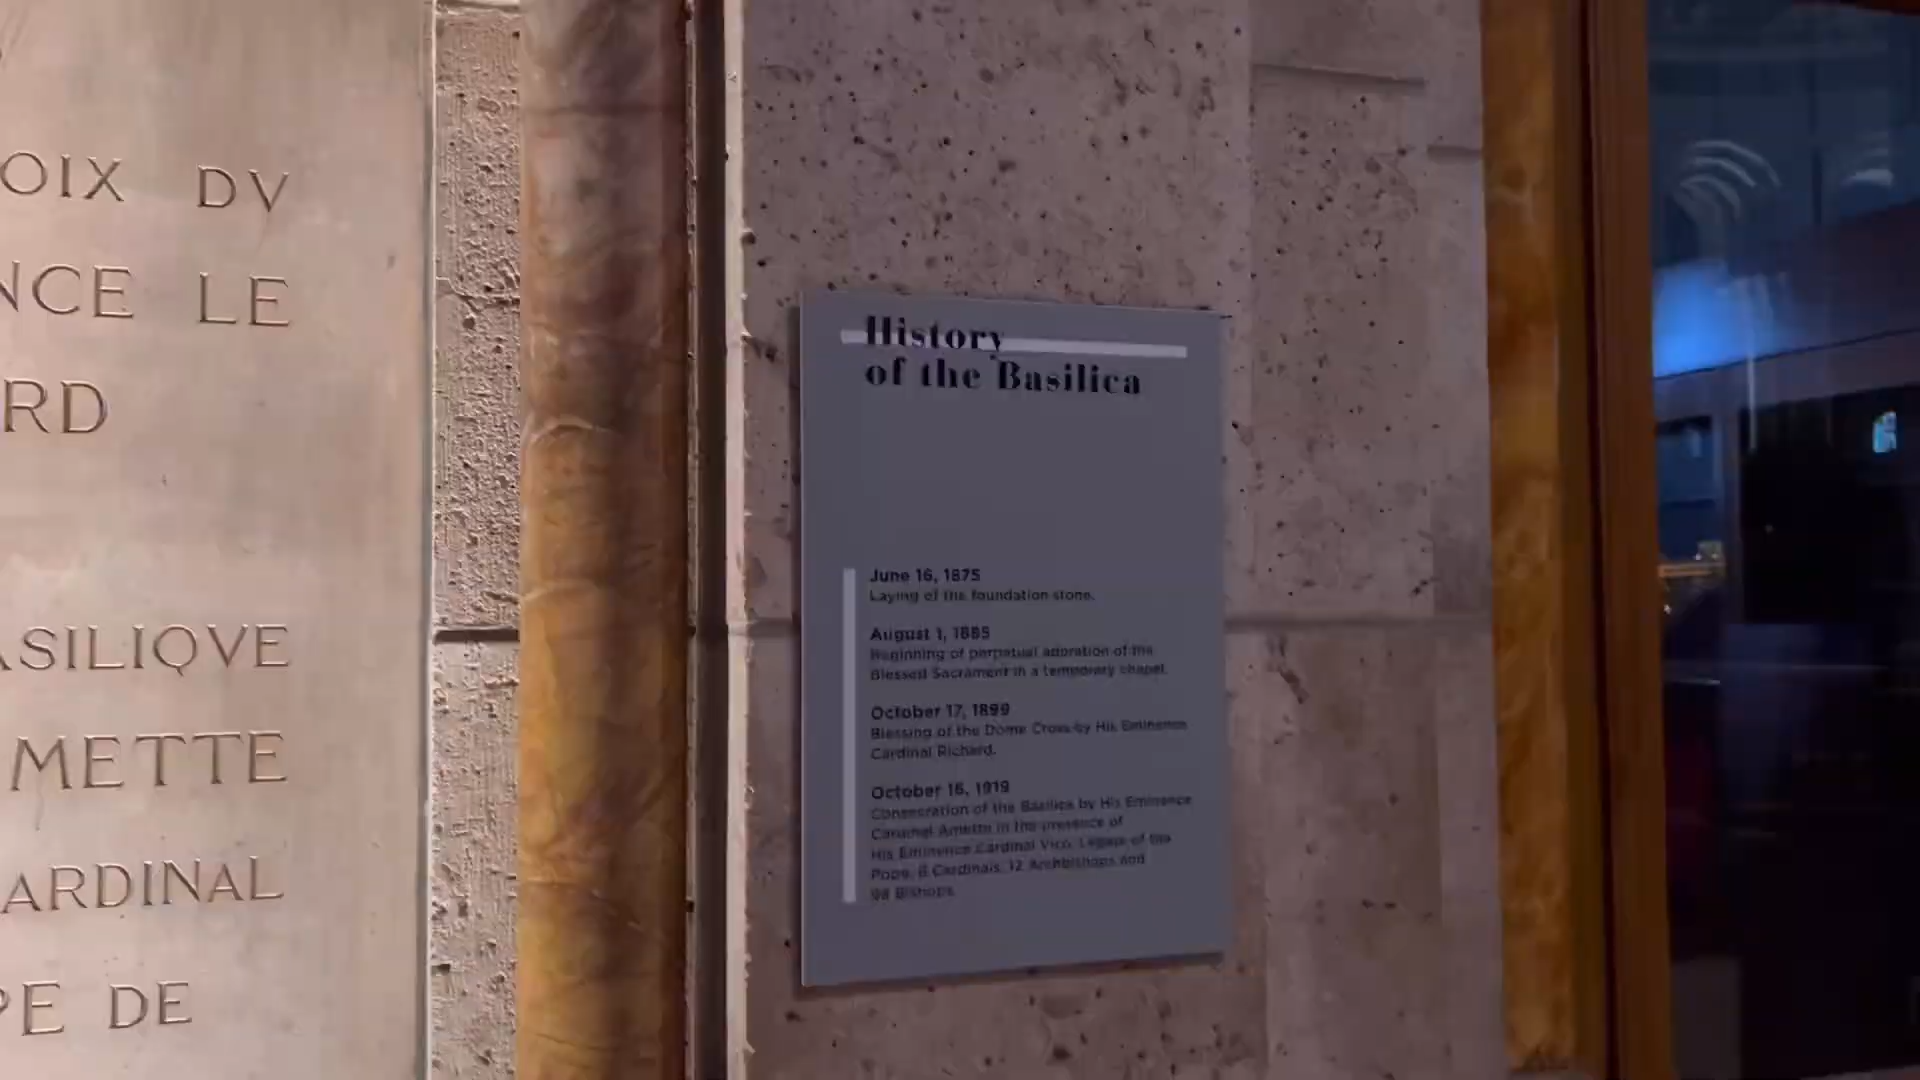 OIX DV
NCE LE
RD
ASILIQVE
METTE
ARDINAL
PE DE
History
of the Basilica
June 16, 1875
Laying of the foundation stone.
August 1, 1885
Beginning of perpetual adoration of the
Blessed Sacrament in a temporary chapel.
October 17, 1899
Blessing of the Dome Cross by His Eminence
Cardinal Richard.
October 16, 1919
Consecration of the Basilica by His Eminence
Cardinal Amette in the presence of
His Eminence Cardinal Vico, Legate of the
Pope, 8 Cardinals, 12 Archbishops and
98 Bishops.